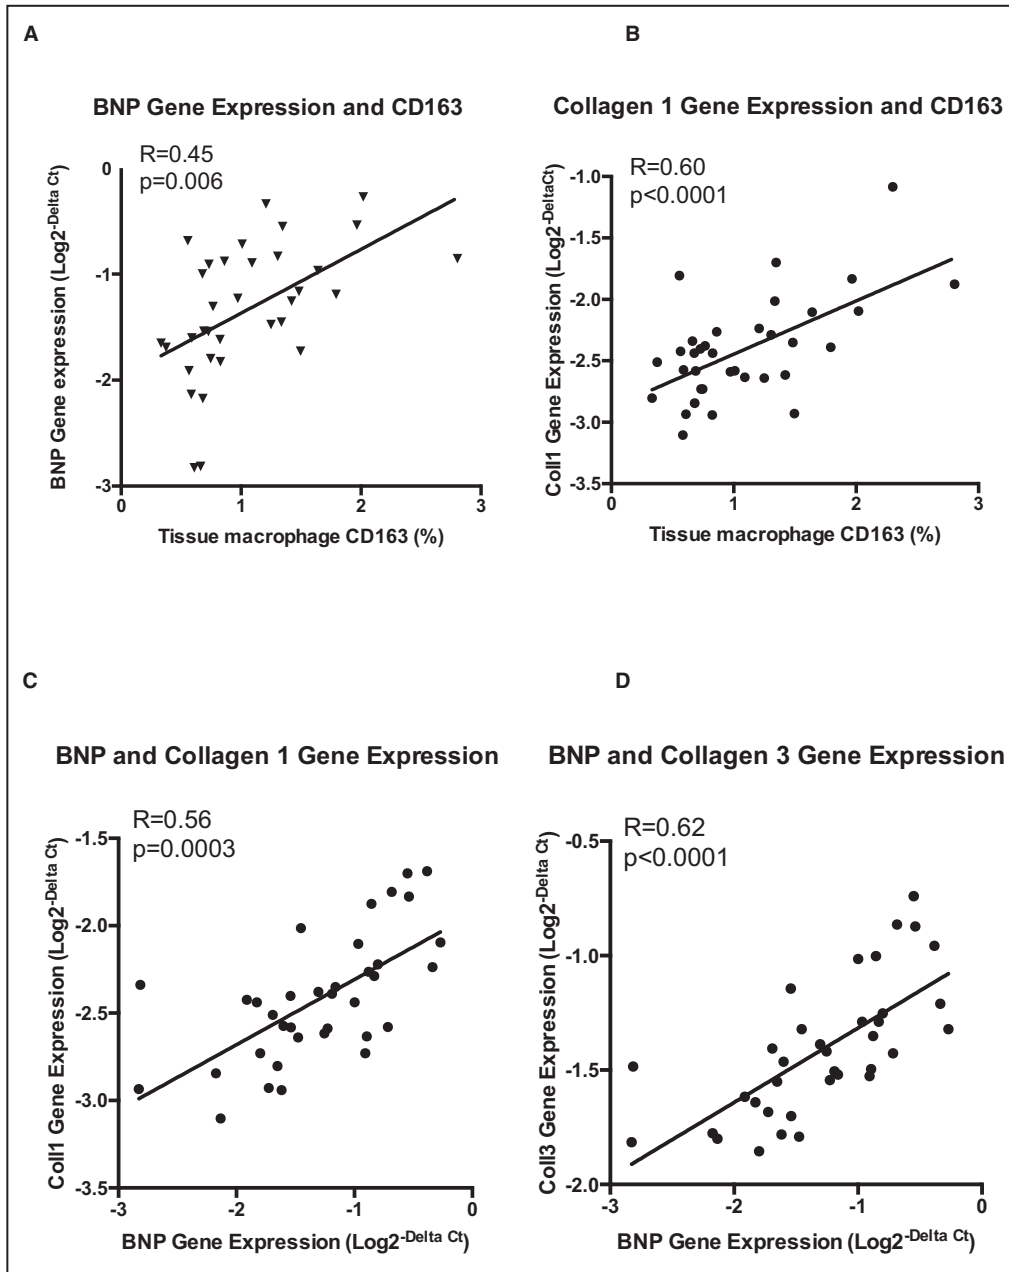 A
BNP Gene Expression and CD163
R=0.45
p=0.006
BNP Gene expression (Log2-Delta Ct)
0
-1
-2
-3
0 1 2 3
Tissue macrophage CD163 (%)
B
Collagen 1 Gene Expression and CD163
R=0.60
p<0.0001
Coll1 Gene Expression (Log2-DeltaCt)
-1.0
-1.5
-2.0
-2.5
-3.0
-3.5
0 1 2 3
Tissue macrophage CD163 (%)
C
BNP and Collagen 1 Gene Expression
R=0.56
p=0.0003
Coll1 Gene Expression (Log2-Delta Ct)
-1.5
-2.0
-2.5
-3.0
-3.5
-3 -2 -1 0
BNP Gene Expression (Log2-Delta Ct)
D
BNP and Collagen 3 Gene Expression
R=0.62
p<0.0001
Coll3 Gene Expression (Log2-Delta Ct)
-0.5
-1.0
-1.5
-2.0
-3 -2 -1 0
BNP Gene Expression (Log2-Delta Ct)